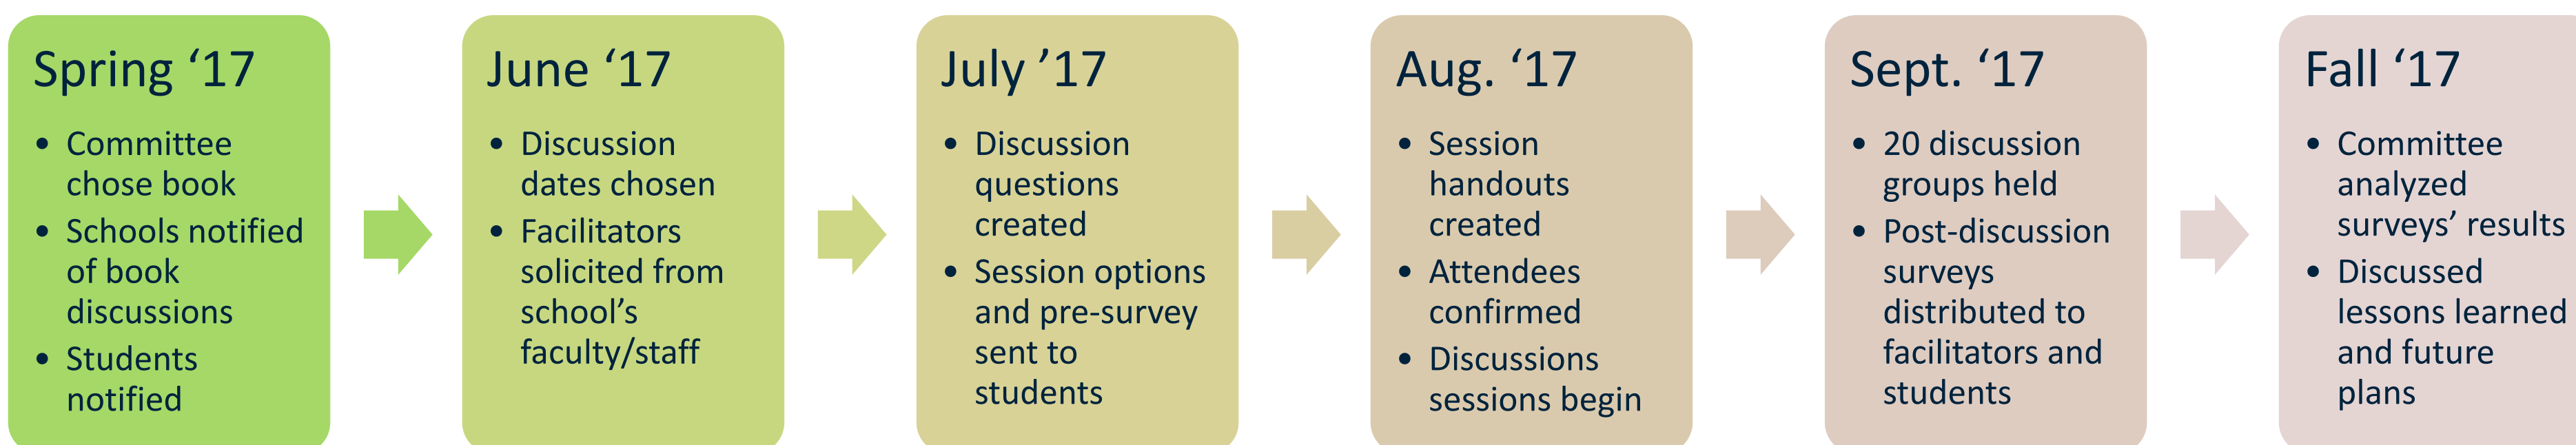 Spring ‘17
• Committee
chose book
• Schools notified
of book
discussions
• Students
notified
June ‘17
• Discussion
dates chosen
• Facilitators
solicited from
school’s
faculty/staff
July ’17
• Discussion
questions
created
• Session options
and pre-survey
sent to
students
Aug. ‘17
• Session
handouts
created
• Attendees
confirmed
• Discussions
sessions begin
Sept. ‘17
• 20 discussion
groups held
• Post-discussion
surveys
distributed to
facilitators and
students
Fall ‘17
• Committee
analyzed
surveys’ results
• Discussed
lessons learned
and future
plans